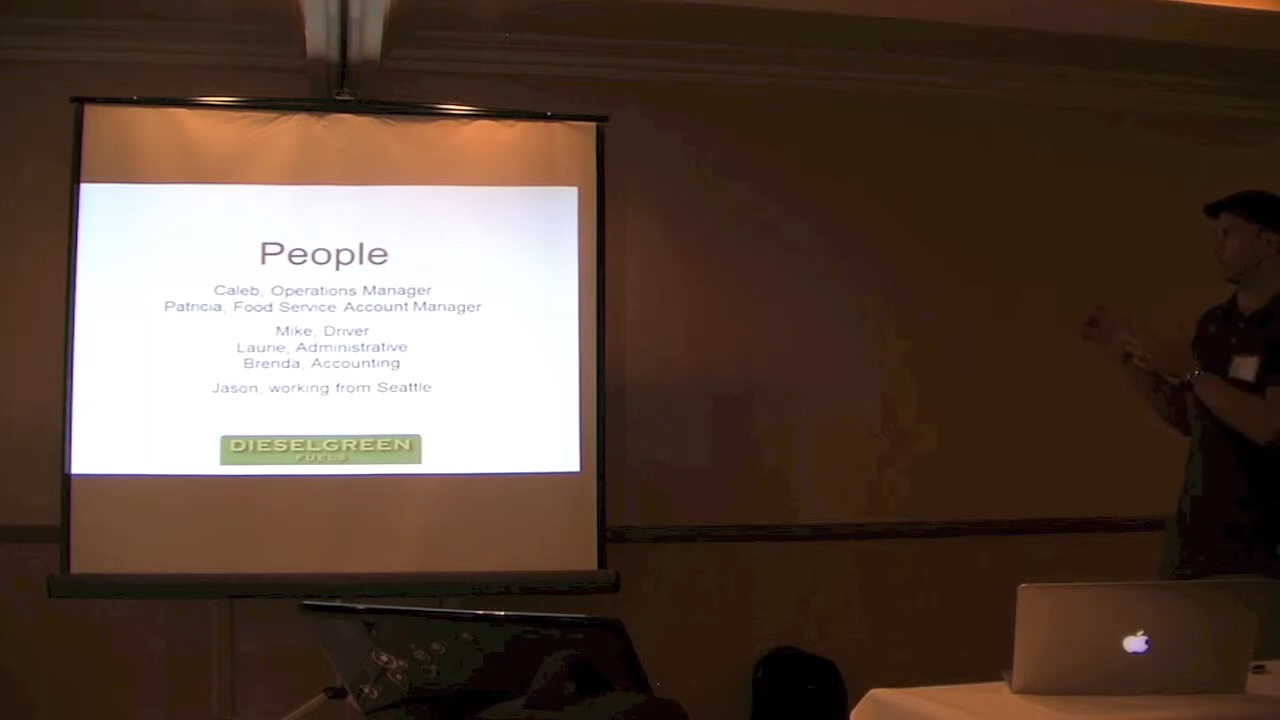 People
Caleb, Operations Manager
Patricia, Food Service Account Manager
Mike, Driver
Laurie, Administrative
Brenda, Accounting
Jason, working from Seattle
DIESELGREEN
FUELS